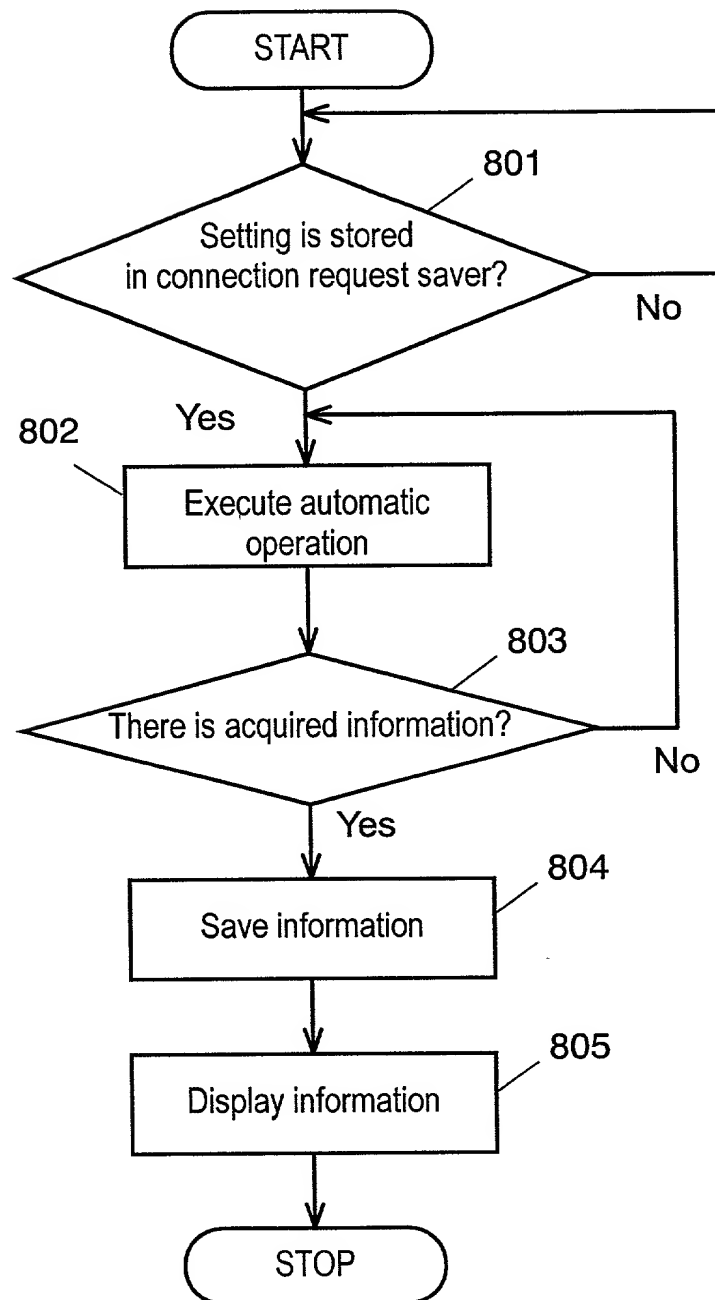 START
801
Setting is stored
in connection request saver?
No
Yes
802
Execute automatic
operation
803
There is acquired information?
No
Yes
804
Save information
805
Display information
STOP